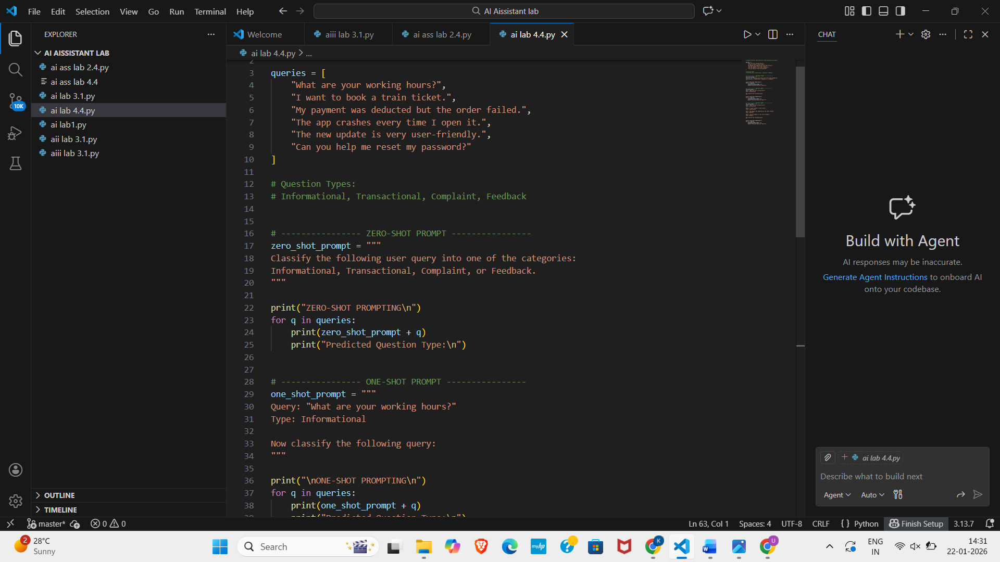 File Edit Selection View Go Run Terminal Help
AI Aissistant lab
EXPLORER
AI AISSISTANT LAB
ai ass lab 2.4.py
ai ass lab 4.4
ai lab 3.1.py
ai lab 4.4.py
ai lab1.py
aii lab 3.1.py
aiii lab 3.1.py
10K
OUTLINE
TIMELINE
Welcome
aiii lab 3.1.py
ai ass lab 2.4.py
ai lab 4.4.py
ai lab 4.4.py > ...
2
3 queries = [
4 "What are your working hours?",
5 "I want to book a train ticket.",
6 "My payment was deducted but the order failed.",
7 "The app crashes every time I open it.",
8 "The new update is very user-friendly.",
9 "Can you help me reset my password?"
10 ]
11
12 # Question Types:
13 # Informational, Transactional, Complaint, Feedback
14
15
16 # ---------------- ZERO-SHOT PROMPT ----------------
17 zero_shot_prompt = """
18 Classify the following user query into one of the categories:
19 Informational, Transactional, Complaint, or Feedback.
20 """
21
22 print("ZERO-SHOT PROMPTING\n")
23 for q in queries:
24 print(zero_shot_prompt + q)
25 print("Predicted Question Type:\n")
26
27
28 # ---------------- ONE-SHOT PROMPT ----------------
29 one_shot_prompt = """
30 Query: "What are your working hours?"
31 Type: Informational
32
33 Now classify the following query:
34 """
35
36 print("\nONE-SHOT PROMPTING\n")
37 for q in queries:
38 print(one_shot_prompt + q)
39 print("Predicted Question Type:\n")
CHAT
Build with Agent
AI responses may be inaccurate.
Generate Agent Instructions to onboard AI
onto your codebase.
ai lab 4.4.py
Describe what to build next
Agent Auto
master* 0 0
Ln 63, Col 1 Spaces: 4 UTF-8 CRLF { } Python Finish Setup 3.13.7
2
28°C
Sunny
Search
myhp
K
W
U
ENG
IN
14:31
22-01-2026